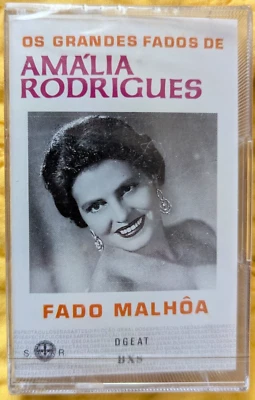 OS GRANDES FADOS DE
AMÁLIA
RODRIGUES
FADO MALHÔA
DGEAT
S R